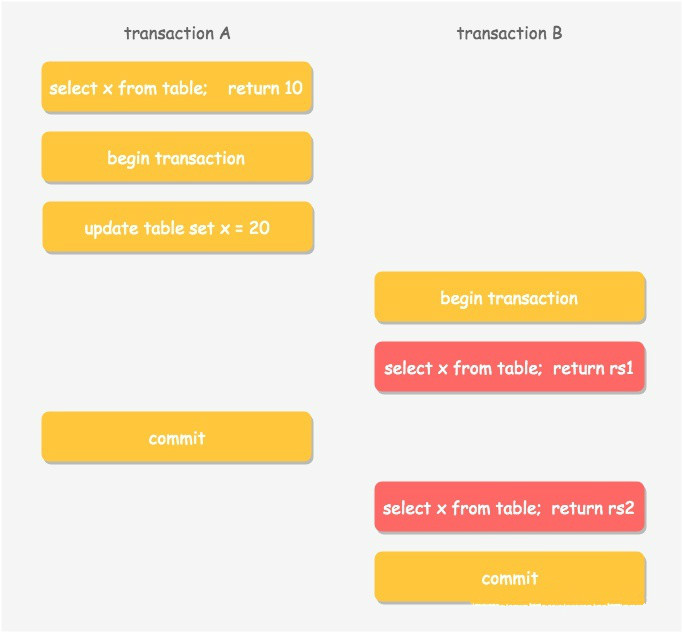 transaction A transaction B
select x from table; return 10
begin transaction
update table set x = 20
begin transaction
select x from table; return rs1
commit
select x from table; return rs2
commit